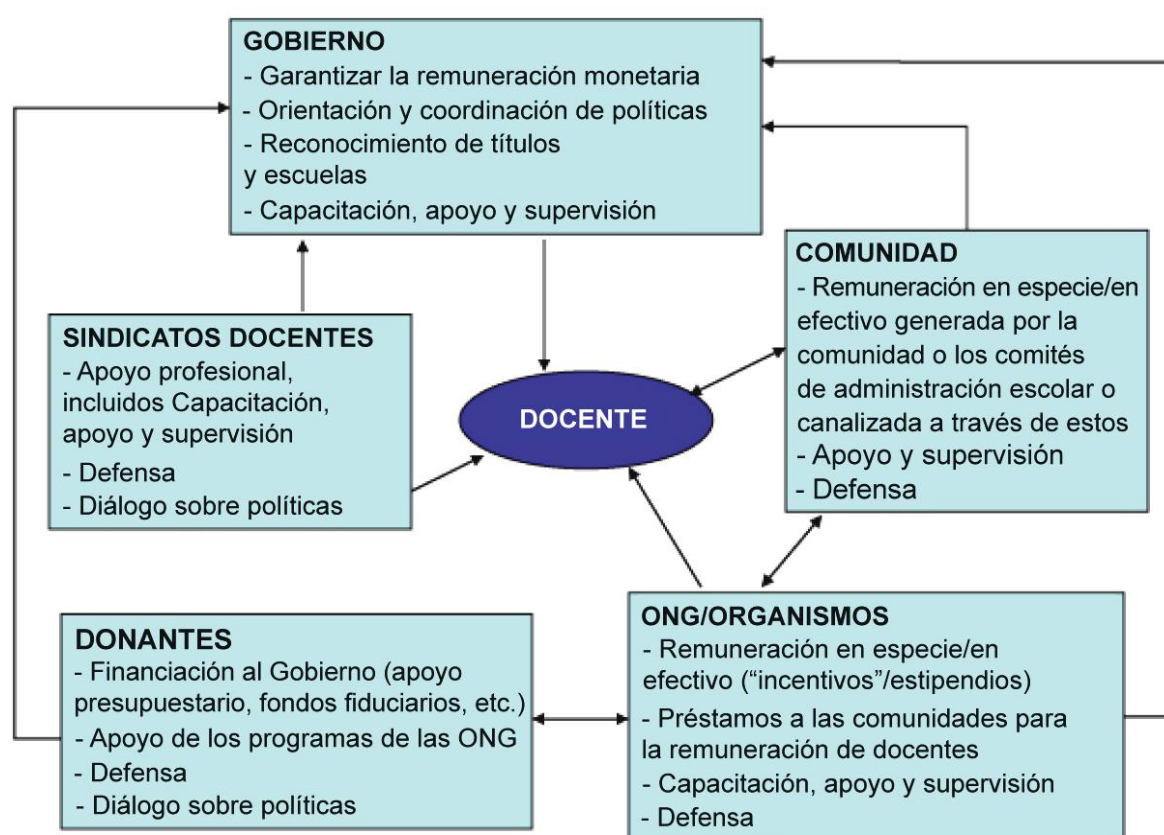 GOBIERNO
- Garantizar la remuneración monetaria
- Orientación y coordinación de políticas
- Reconocimiento de títulos
y escuelas
- Capacitación, apoyo y supervisión
COMUNIDAD
- Remuneración en especie/en
efectivo generada por la
comunidad o los comités
de administración escolar o
canalizada a través de estos
- Apoyo y supervisión
- Defensa
SINDICATOS DOCENTES
- Apoyo profesional,
incluidos Capacitación,
apoyo y supervisión
- Defensa
- Diálogo sobre políticas
DOCENTE
DONANTES
- Financiación al Gobierno (apoyo
presupuestario, fondos fiduciarios, etc.)
- Apoyo de los programas de las ONG
- Defensa
- Diálogo sobre políticas
ONG/ORGANISMOS
- Remuneración en especie/en
efectivo (“incentivos”/estipendios)
- Préstamos a las comunidades para
la remuneración de docentes
- Capacitación, apoyo y supervisión
- Defensa